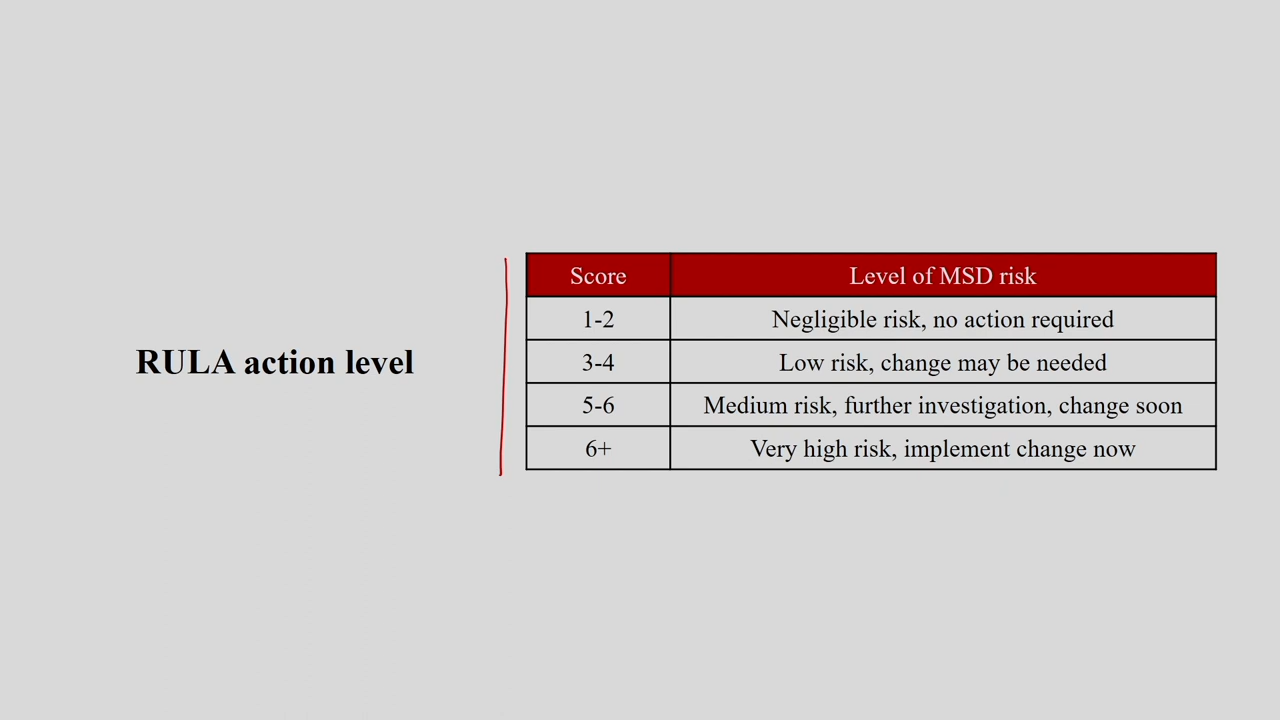 RULA action level
Score Level of MSD risk
1-2 Negligible risk, no action required
3-4 Low risk, change may be needed
5-6 Medium risk, further investigation, change soon
6+ Very high risk, implement change now